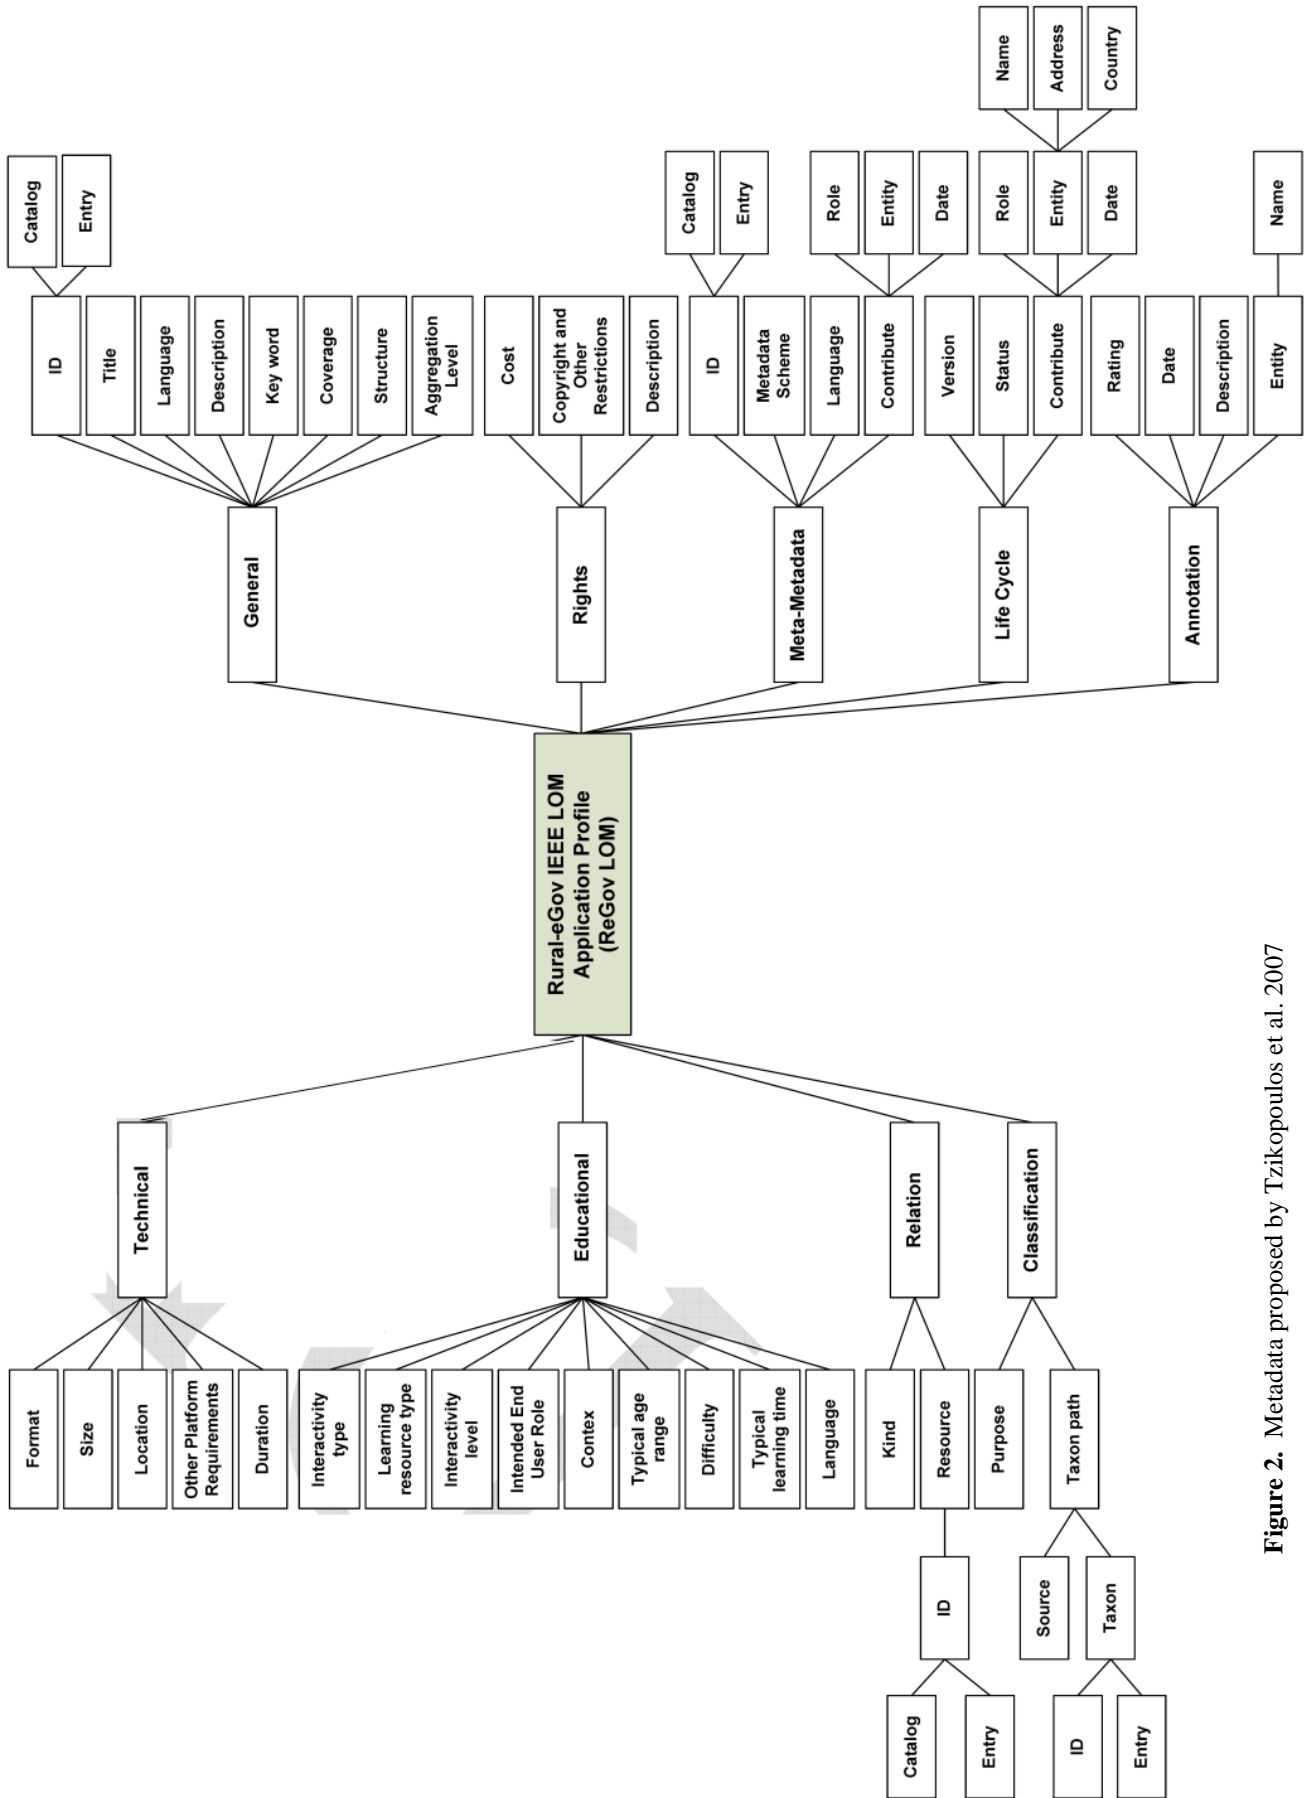 Catalog
Entry
ID
Title
Language
Description
Key word
Coverage
Structure
Aggregation
Level
General
Cost
Copyright and
Other
Restrictions
Description
Rights
Catalog
Entry
ID
Metadata
Scheme
Language
Contribute
Role
Entity
Date
Meta-Metadata
Version
Status
Contribute
Role
Entity
Date
Name
Address
Country
Life Cycle
Rating
Date
Description
Entity
Name
Annotation
Rural-eGov IEEE LOM
Application Profile
(ReGov LOM)
Technical
Format
Size
Location
Other Platform
Requirements
Duration
Educational
Interactivity
type
Learning
resource type
Interactivity
level
Intended End
User Role
Contex
Typical age
range
Difficulty
Typical
learning time
Language
Relation
Kind
Resource
ID
Catalog
Entry
Classification
Purpose
Taxon path
Source
Taxon
ID
Entry
Figure 2. Metadata proposed by Tzikopoulos et al. 2007